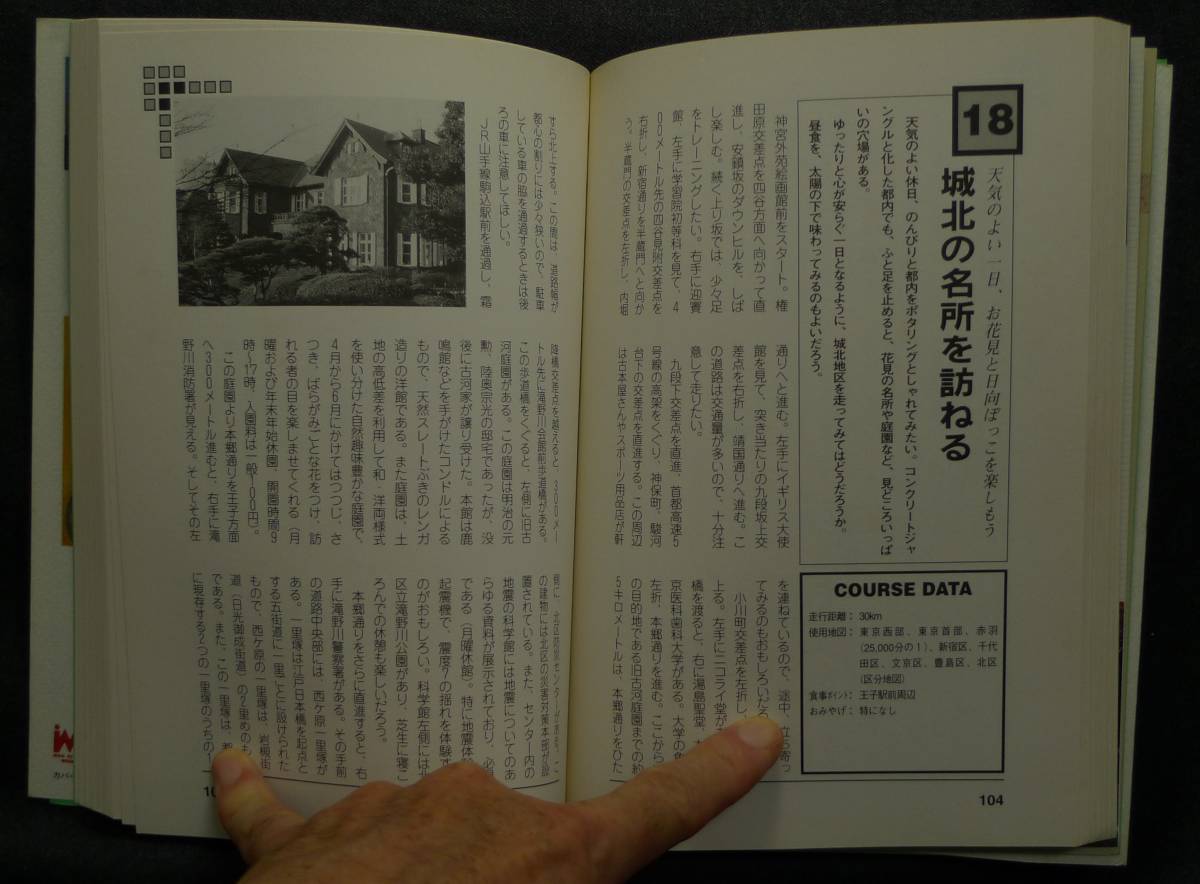 18
天気のよい一日、お花見と日向ぼっこを楽しもう
城北の名所を訪ねる
天気のよい休日、のんびりと都内をポタリングとしゃれてみたい。コンクリートジャ
ングルと化した都内でも、ふと足を止めると、花見の名所や庭園など、見どころいっぱ
いの穴場がある。
ゆったりと心が安らぐ一日となるように、城北地区を走ってみてはどうだろうか。
昼食を、太陽の下で味わってみるのもよいだろう。
COURSE DATA
走行距離：30km
使用地図：東京西部、東京首部、赤羽
(25,000分の1)、新宿区、千代
田区、文京区、豊島区、北区
(区分地図)
食事ポイント：王子駅前周辺
おみやげ：特になし
神宮外苑絵画館前をスタート。権
田原交差点を四谷方面へ向かって直
進し、安鎮坂のダウンヒルを、しば
し楽しむ。続く上り坂では、少々足
をトレーニングしたい。右手に迎賓
館、左手に学習院初等科を見て、4
00メートル先の四谷見附交差点を
右折し、新宿通りを半蔵門へと向か
う。半蔵門の交差点を左折し、内堀
通りへと進む。左手にイギリス大使
館を見て、突き当たりの九段坂上交
差点を右折し、靖国通りへ進む。こ
の道路は交通量が多いので、十分注
意して走りたい。
九段下交差点を直進、首都高速5
号線の高架をくぐり、神保町、駿河
台下の交差点を直進する。この周辺
は古本屋さんやスポーツ用品店が軒
を連ねているので、途中、立ち寄っ
てみるのもおもしろいだろ
小川町交差点を左折し、
上る。左手にニコライ堂が
橋を渡ると、右に湯島聖堂、
京医科歯科大学がある。大学の角
左折、本郷通りを進む。ここから
の目的地である旧古河庭園までの約
5キロメートルは、本郷通りをひた
104
すら北上する。この間は、道路幅が
都心の割りには少々狭いので、駐車
している車の脇を通過するときは後
ろの車に注意してほしい。
JR山手線駒込駅前を通過し、霜
降橋交差点を越えると、300メー
トル先に滝野川会館前歩道橋がある。
この歩道橋をくぐると、左側に旧古
河庭園がある。この庭園は明治の元
勲、陸奥宗光の邸宅であったが、没
後に古河家が譲り受けた。本館は鹿
鳴館などを手がけたコンドルによる
もので、天然スレートぶきのレンガ
造りの洋館である。また庭園は、土
地の高低差を利用して和・洋両様式
を使い分けた自然趣味豊かな庭園で、
4月から6月にかけてはつつじ、さ
つき、ばらがみごとな花をつけ、訪
れる者の目を楽しませてくれる（月
曜および年末年始休園、開園時間9
時〜17時、入園料は一般100円）。
この庭園より本郷通りを王子方面
へ300メートル進むと、右手に滝
野川消防署が見える。そしてその左
側に、北区防災センターがある。こ
の建物には北区の災害対策本部が設
置されている。また、センター内の
地震の科学館には地震についてのあ
らゆる資料が展示されており、必見
である（月曜休館）。特に地震体験
起震機で、震度7の揺れを体験す
のがおもしろい。科学館左側には北
区立滝野川公園があり、芝生に寝こ
ろんでの休憩も楽しいだろう。
本郷通りをさらに直進すると、右
手に滝野川警察署がある。その手前
の道路中央部には、西ケ原一里塚が
ある。一里塚は江戸日本橋を起点と
する五街道に一里ごとに設けられた
もので、西ケ原の一里塚は、岩槻街
道（日光御成街道）の2里めのも
である。また、この一里塚は、都
に現存する2つの一里塚のうちの一